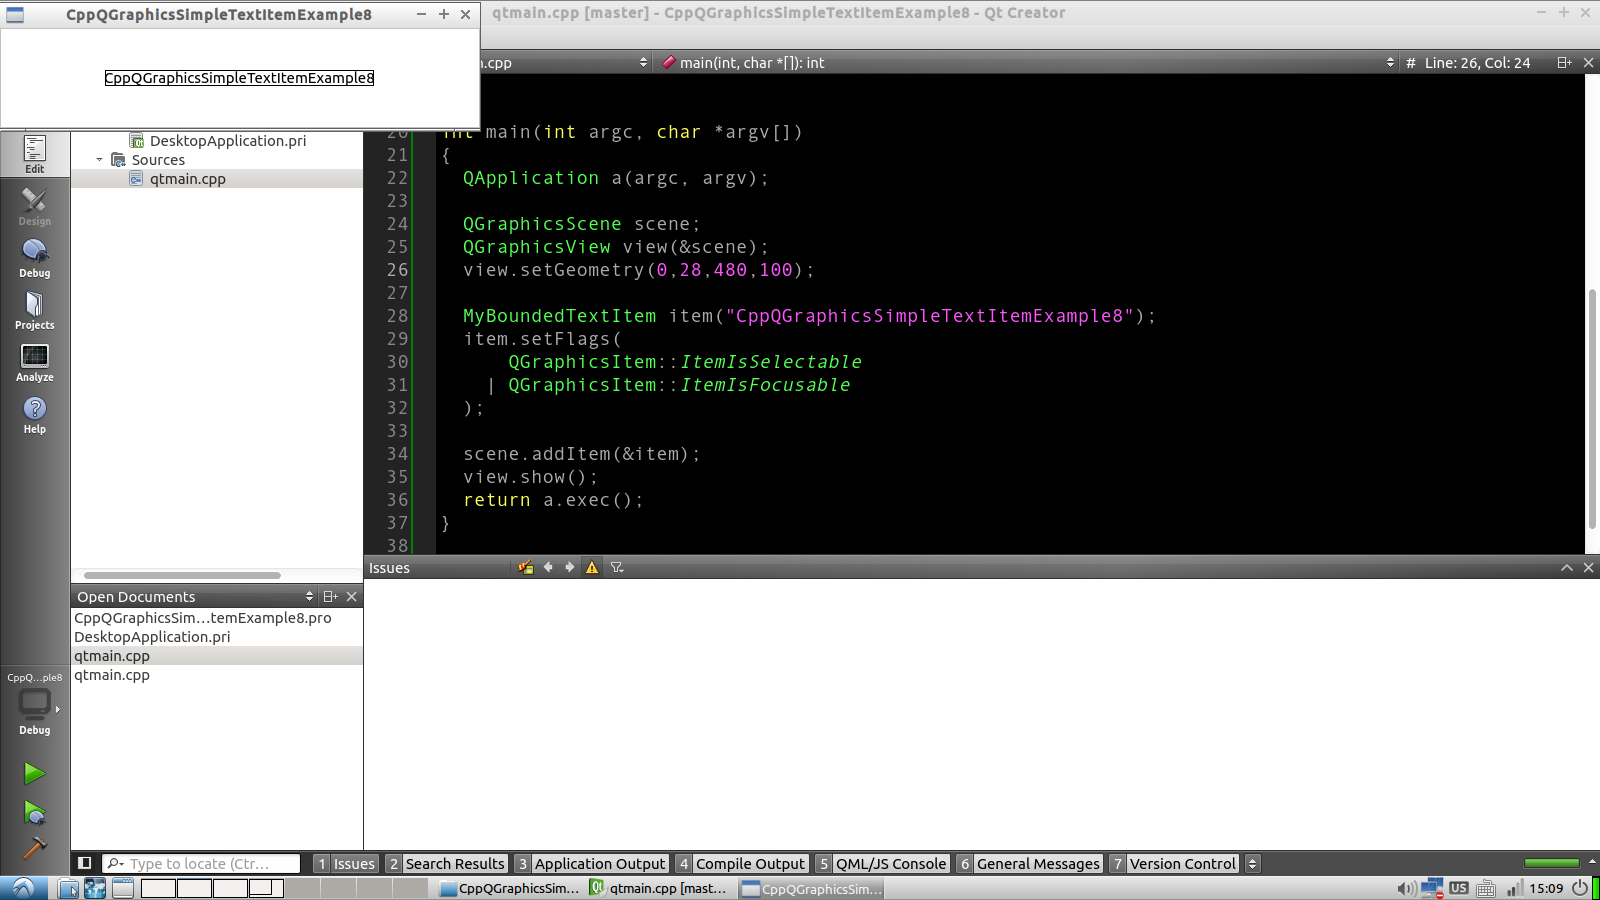 CppQGraphicsSimpleTextItemExample8
qtmain.cpp [master] - CppQGraphicsSimpleTextItemExample8 - Qt Creator
CppQGraphicsSimpleTextItemExample8
main(int, char *[]): int
# Line: 26, Col: 24
DesktopApplication.pri
Sources
qtmain.cpp
Edit
Design
Debug
Projects
Analyze
Help
int main(int argc, char *argv[])
21 {
22 QApplication a(argc, argv);
23
24 QGraphicsScene scene;
25 QGraphicsView view(&scene);
26 view.setGeometry(0,28,480,100);
27
28 MyBoundedTextItem item("CppQGraphicsSimpleTextItemExample8");
29 item.setFlags(
30 QGraphicsItem::ItemIsSelectable
31 | QGraphicsItem::ItemIsFocusable
32 );
33
34 scene.addItem(&item);
35 view.show();
36 return a.exec();
37 }
38
Issues
Open Documents
CppQGraphicsSim...temExample8.pro
DesktopApplication.pri
qtmain.cpp
qtmain.cpp
CppQ...ple8
Debug
Type to locate (Ctr...
1 Issues
2 Search Results
3 Application Output
4 Compile Output
5 QML/JS Console
6 General Messages
7 Version Control
CppQGraphicsSim...
qtmain.cpp [mast...
CppQGraphicsSim...
US
15:09